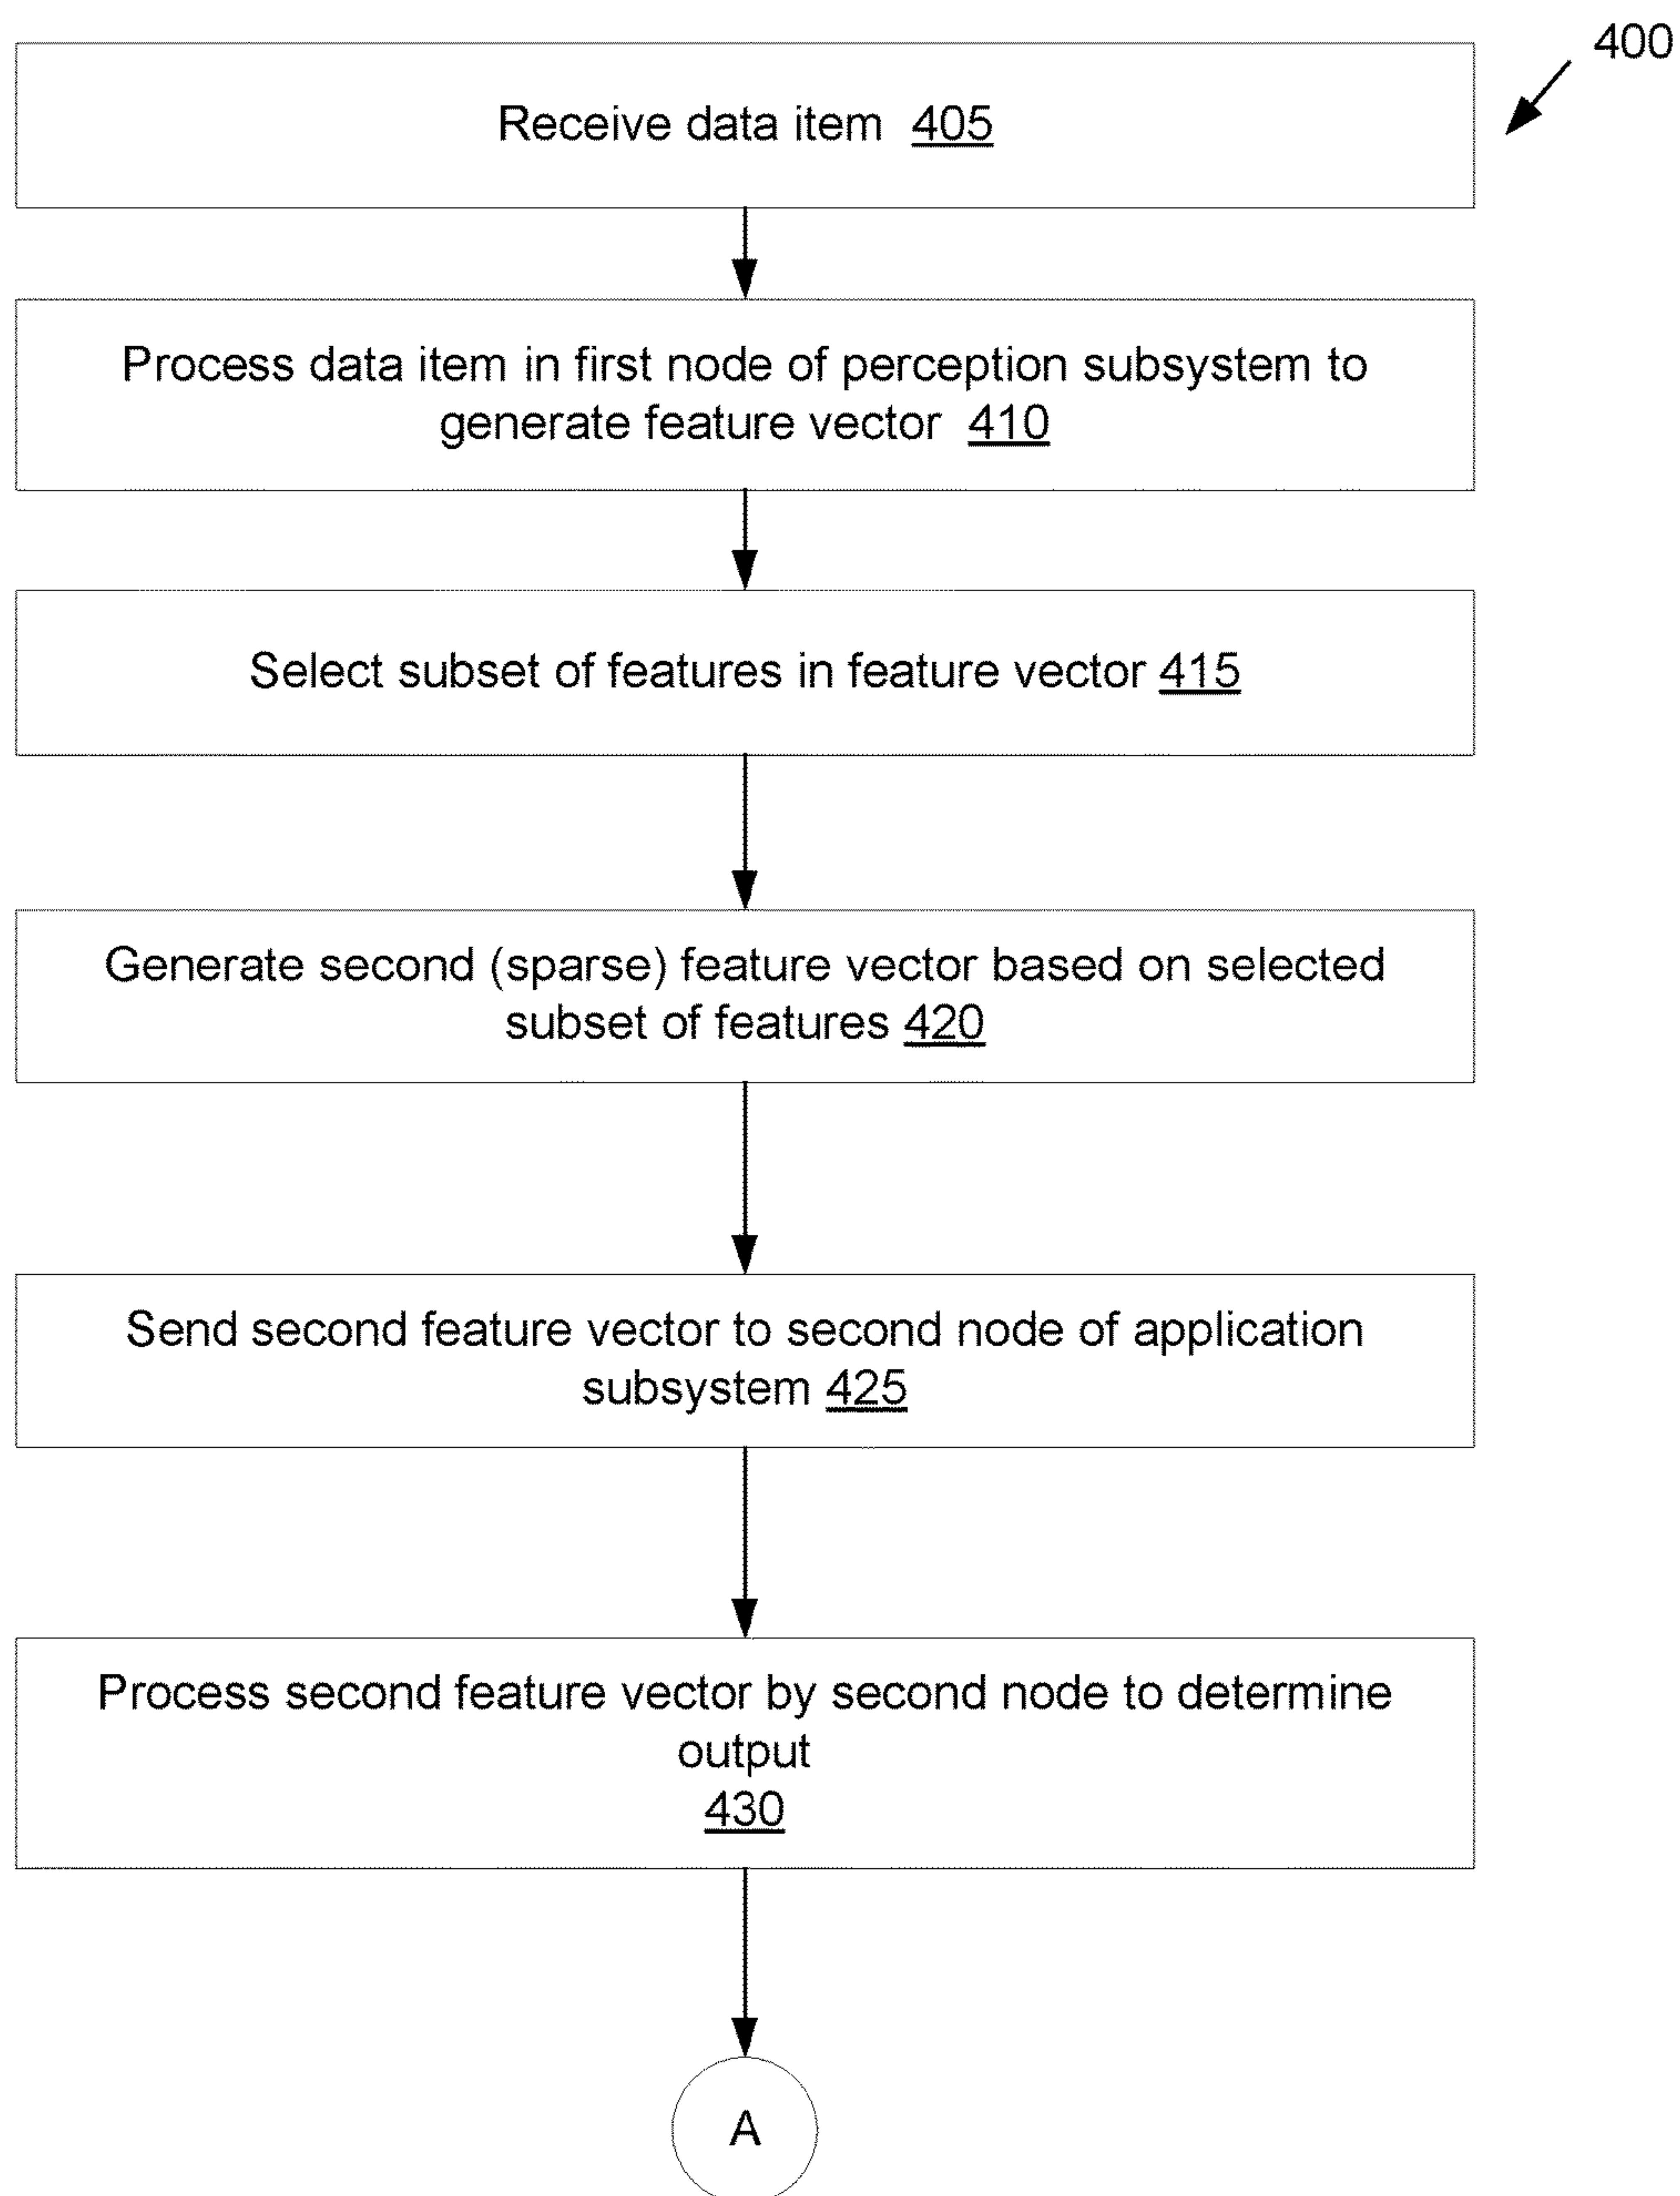 400
Receive data item 405
Process data item in first node of perception subsystem to
generate feature vector 410
Select subset of features in feature vector 415
Generate second (sparse) feature vector based on selected
subset of features 420
Send second feature vector to second node of application
subsystem 425
Process second feature vector by second node to determine
output
430
A